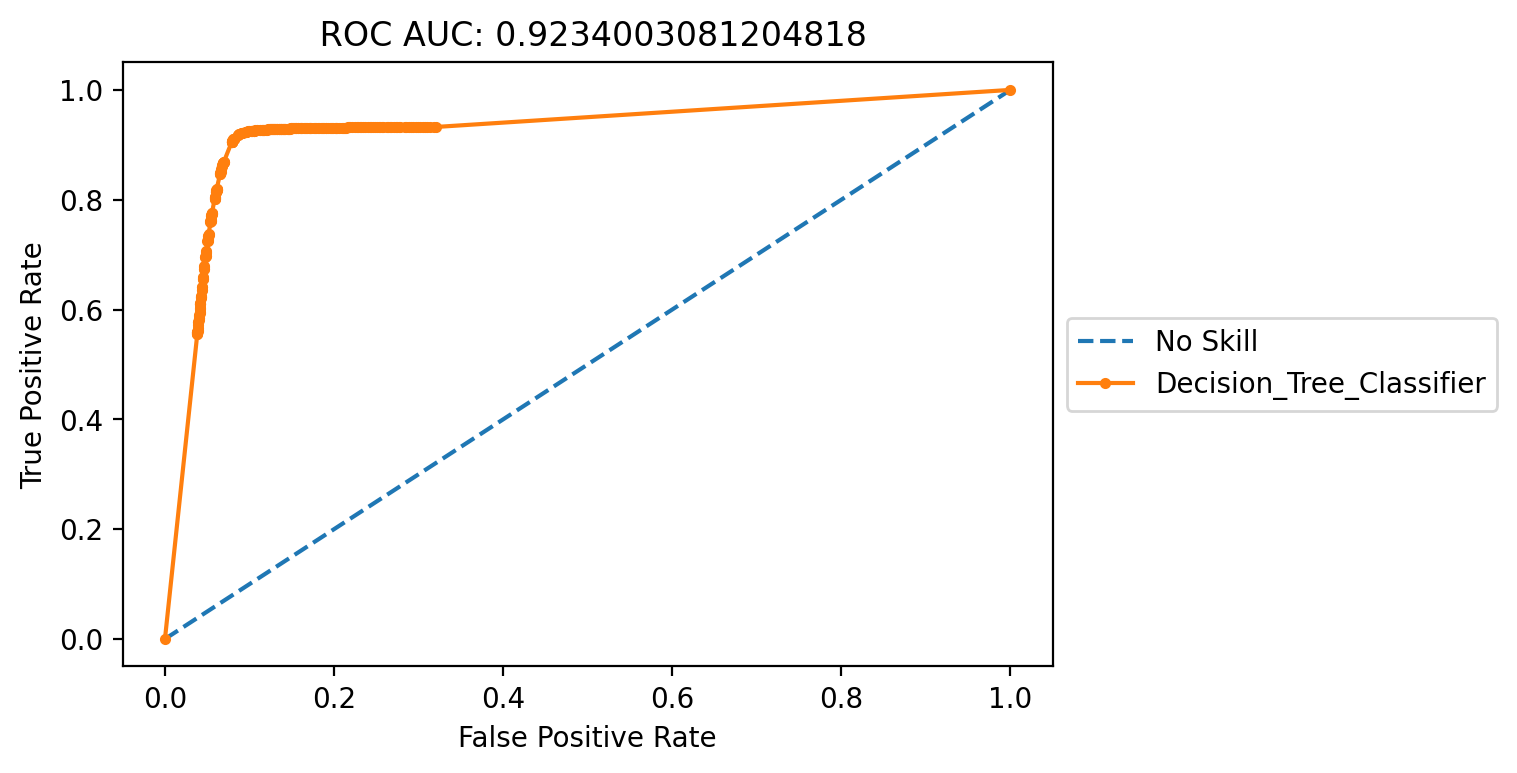 ROC AUC: 0.9234003081204818
1.0
0.8
0.6
0.4
0.2
0.0
True Positive Rate
0.0 0.2 0.4 0.6 0.8 1.0
False Positive Rate
No Skill
Decision_Tree_Classifier